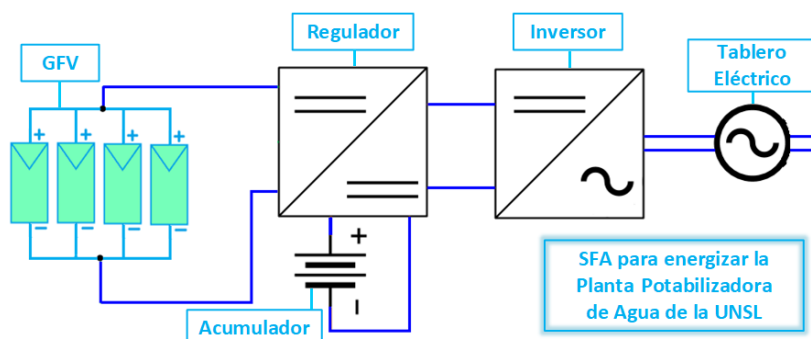 Regulador
Inversor
GFV
Tablero
Eléctrico
+ + + +
- - - -
+
-
Acumulador
SFA para energizar la
Planta Potabilizadora
de Agua de la UNSL